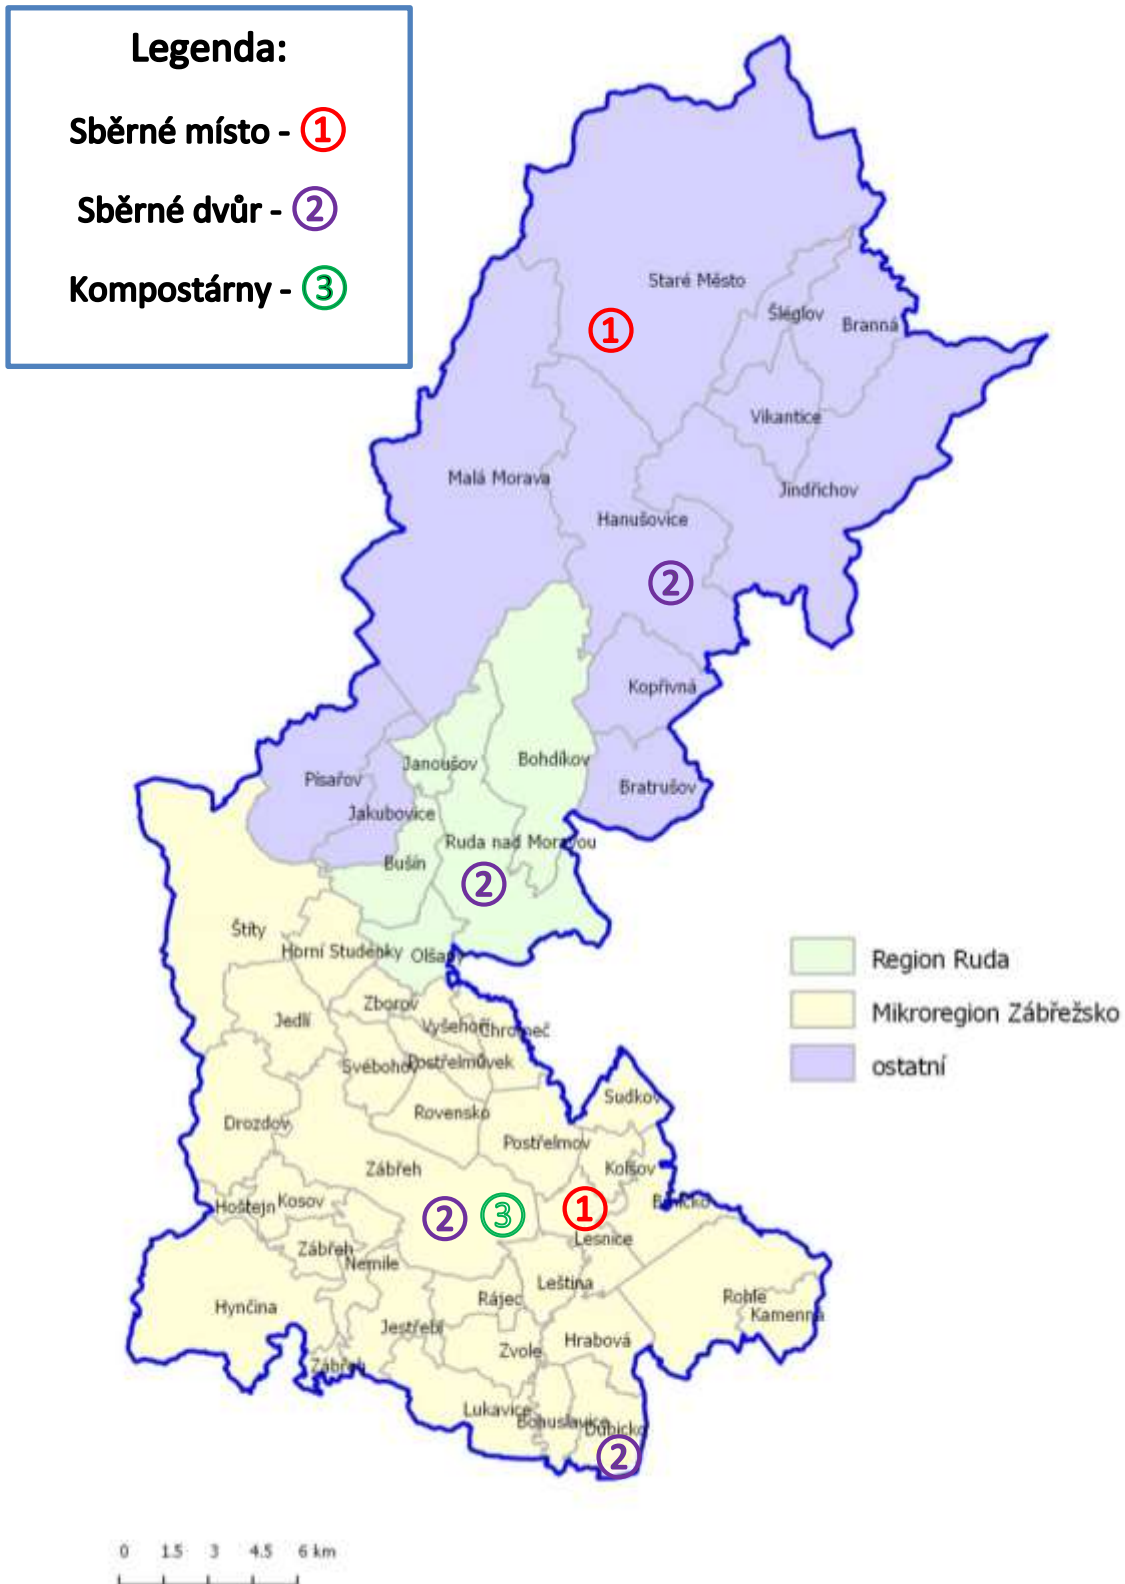 Legenda:
Sběrné místo - 1
Sběrné dvůr - 2
Kompostárny - 3
Staré Město
Šléglov
Branná
1
Vikantice
Malá Morava
Jindřichov
Hanušovice
2
Kopřivná
Janoušov
Bohdíkov
Písařov
Bratrušov
Jakubovice
Ruda nad Moravou
Bušín
2
Štíty
Horní Studénky
Olšany
Region Ruda
Zborov
Mikroregion Zábřežsko
Jedlí
Vyšehoří
Chromeč
Svébohov
Postřelmůvek
ostatní
Sudkov
Rovensko
Drozdov
Postřelmov
Zábřeh
Kolšov
Hoštejn
Kosov
Brníčko
2
3
1
Lesnice
Zábřeh
Nemile
Leština
Rájec
Rohle
Hynčina
Kamenná
Jestřebí
Hrabová
Zvole
Zábřeh
Lukavice
Bohuslavice
Dubicko
2
0 1.5 3 4.5 6 km